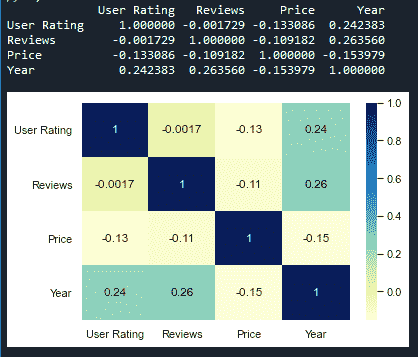 User Rating Reviews Price Year
User Rating 1.000000 -0.001729 -0.133086 0.242383
Reviews -0.001729 1.000000 -0.109182 0.263560
Price -0.133086 -0.109182 1.000000 -0.153979
Year 0.242383 0.263560 -0.153979 1.000000
1.0
User Rating 1 -0.0017 -0.13 0.24
0.8
Reviews -0.0017 1 -0.11 0.26
0.6
0.4
Price -0.13 -0.11 1 -0.15
0.2
Year 0.24 0.26 -0.15 1
0.0
User Rating Reviews Price Year